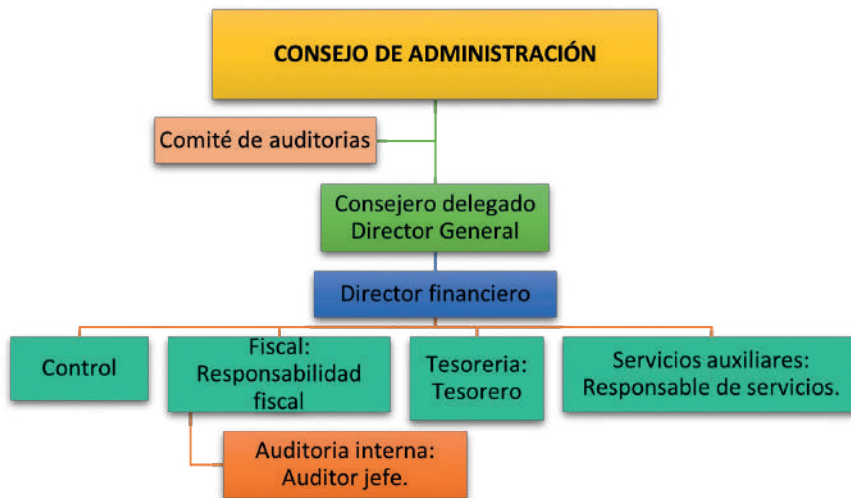 CONSEJO DE ADMINISTRACIÓN
Comité de auditorias
Consejero delegado
Director General
Director financiero
Control
Fiscal:
Responsabilidad
fiscal
Tesoreria:
Tesorero
Servicios auxiliares:
Responsable de servicios.
Auditoria interna:
Auditor jefe.